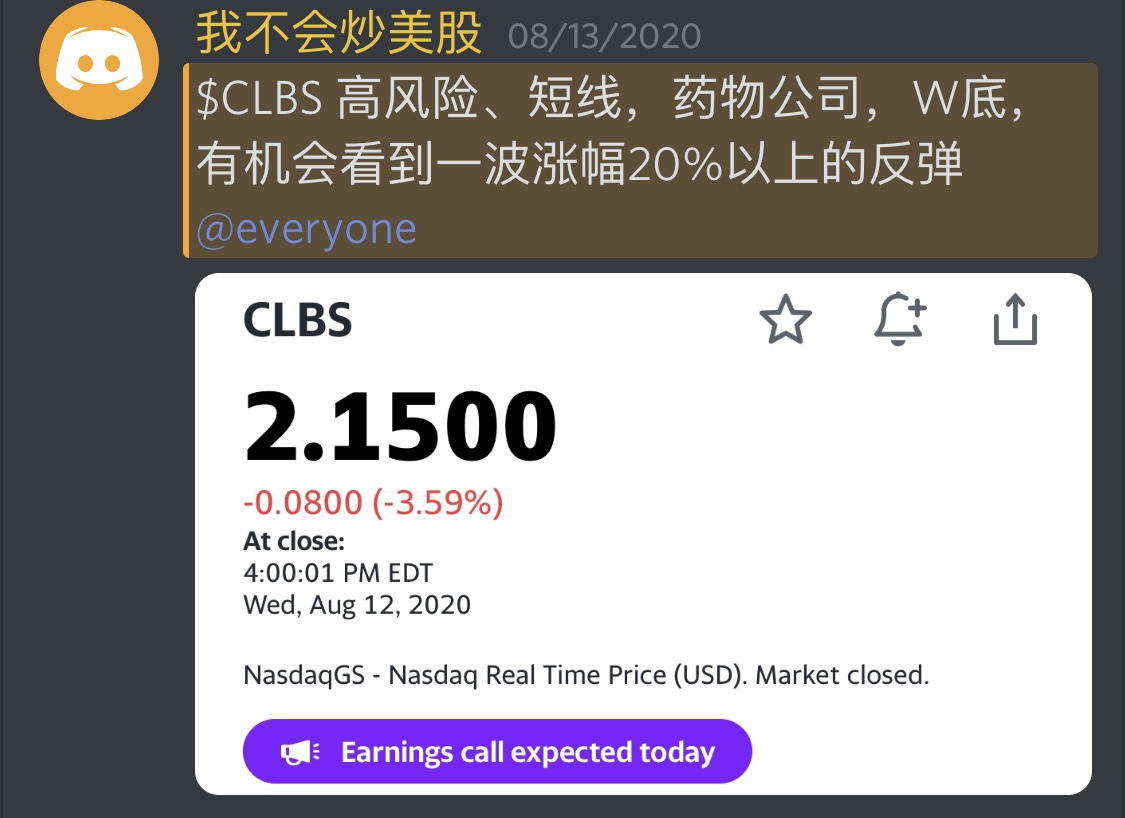 我不会炒美股 08/13/2020
$CLBS 高风险、短线，药物公司，W底，
有机会看到一波涨幅20%以上的反弹
@everyone
CLBS
2.1500
-0.0800 (-3.59%)
At close:
4:00:01 PM EDT
Wed, Aug 12, 2020
NasdaqGS - Nasdaq Real Time Price (USD). Market closed.
Earnings call expected today